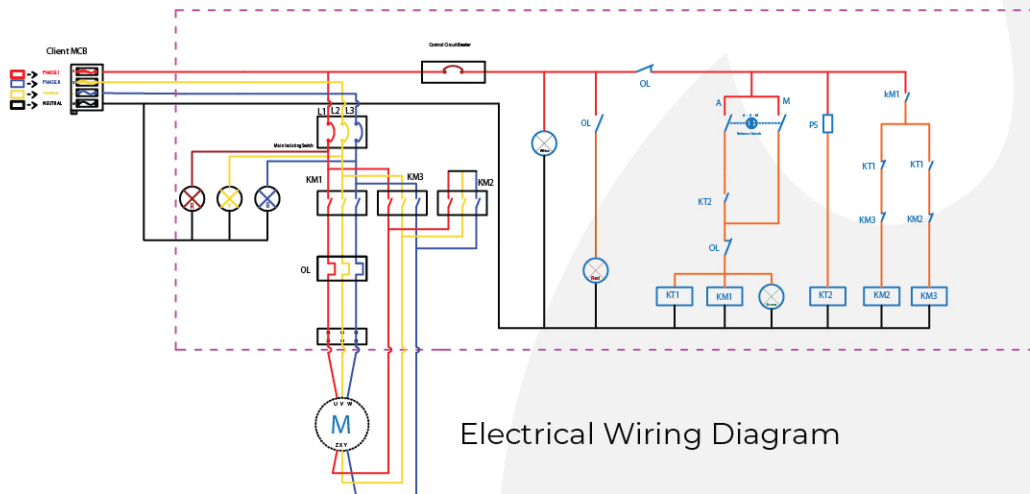 Client MCB
PHASE I
PHASE II
NEUTRAL
Control Circuit Breaker
L1 L2 L3
Main Isolating Switch
R
Y
B
KM1
KM3
KM2
OL
U V W
M
Z X Y
White
OL
Red
OL
A
M
KT2
OL
KT1
KM1
PS
KT2
kM1
KT1
KT1
KM3
KM2
KM2
KM3
Electrical Wiring Diagram